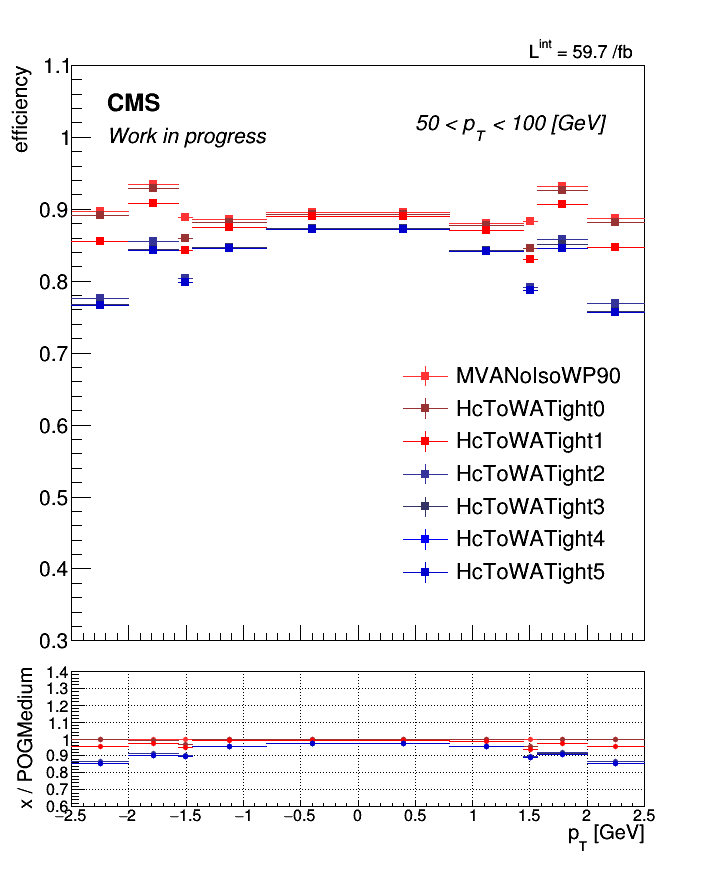 L^int = 59.7 /fb
efficiency
1.1
CMS
Work in progress
50 < p_T < 100 [GeV]
1
0.9
0.8
0.7
0.6
0.5
0.4
0.3
MVANoIsoWP90
HcToWATight0
HcToWATight1
HcToWATight2
HcToWATight3
HcToWATight4
HcToWATight5
x / POGMedium
1.4
1.3
1.2
1.1
1
0.9
0.8
0.7
0.6
−2.5 −2 −1.5 −1 −0.5 0 0.5 1 1.5 2 2.5
p_T [GeV]